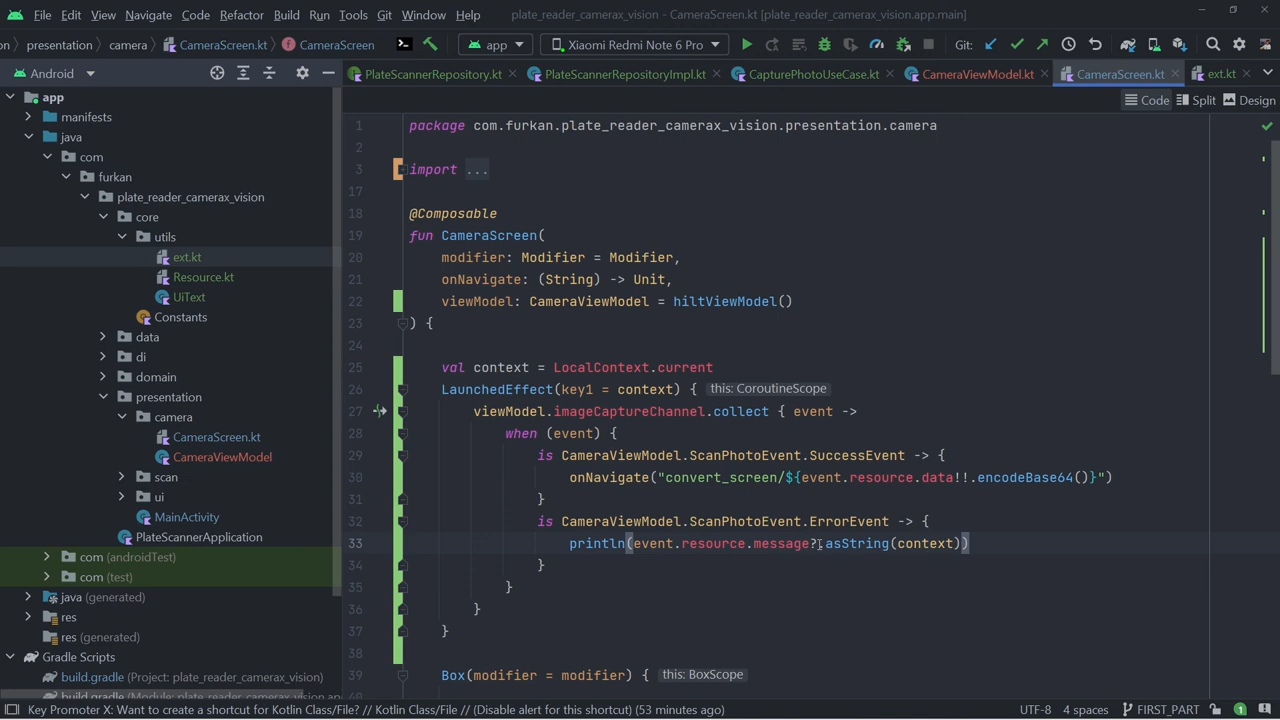 File Edit View Navigate Code Refactor Build Run Tools Git Window Help plate_reader_camerax_vision – CameraScreen.kt [plate_reader_camerax_vision.app.main]
presentation camera CameraScreen.kt CameraScreen app Xiaomi Redmi Note 6 Pro Git:
Android PlateScannerRepository.kt PlateScannerRepositoryImpl.kt CapturePhotoUseCase.kt CameraViewModel.kt CameraScreen.kt ext.kt
Code Split Design
app
manifests
java
com
furkan
plate_reader_camerax_vision
core
utils
ext.kt
Resource.kt
UiText
Constants
data
di
domain
presentation
camera
CameraScreen.kt
CameraViewModel
scan
ui
MainActivity
PlateScannerApplication
com (androidTest)
com (test)
java (generated)
res
res (generated)
Gradle Scripts
build.gradle (Project: plate_reader_camerax_vision)
build.gradle (Module: plate_reader_camerax_vision.ap
1 package com.furkan.plate_reader_camerax_vision.presentation.camera
2
3 import ...
17
18 @Composable
19 fun CameraScreen(
20 modifier: Modifier = Modifier,
21 onNavigate: (String) -> Unit,
22 viewModel: CameraViewModel = hiltViewModel()
23 ) {
24
25 val context = LocalContext.current
26 LaunchedEffect(key1 = context) { this: CoroutineScope
27 viewModel.imageCaptureChannel.collect { event ->
28 when (event) {
29 is CameraViewModel.ScanPhotoEvent.SuccessEvent -> {
30 onNavigate("convert_screen/${event.resource.data!!.encodeBase64()}")
31 }
32 is CameraViewModel.ScanPhotoEvent.ErrorEvent -> {
33 println(event.resource.message?.asString(context))
34 }
35 }
36 }
37 }
38
39 Box(modifier = modifier) { this: BoxScope
Key Promoter X: Want to create a shortcut for Kotlin Class/File? // Kotlin Class/File // (Disable alert for this shortcut) (53 minutes ago) UTF-8 4 spaces FIRST_PART 1